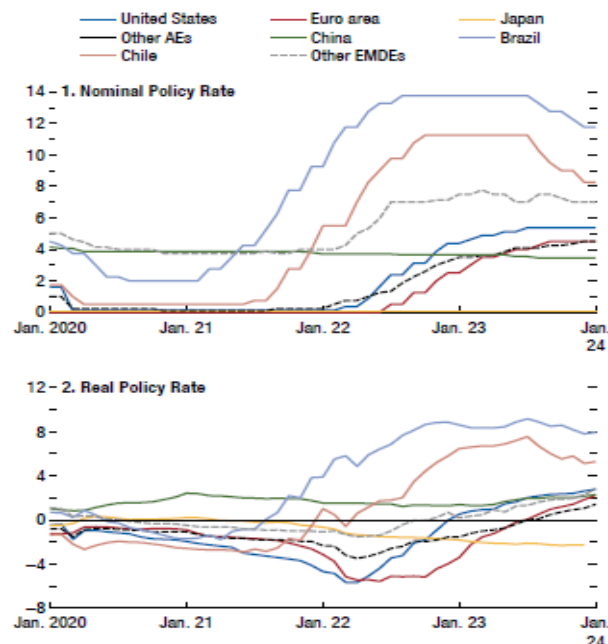 United States Euro area Japan
Other AEs China Brazil
Chile Other EMDEs
14 1. Nominal Policy Rate
12
10
8
6
4
2
0
Jan. 2020 Jan. 21 Jan. 22 Jan. 23 Jan.
24
12 2. Real Policy Rate
8
4
0
−4
−8
Jan. 2020 Jan. 21 Jan. 22 Jan. 23 Jan.
24